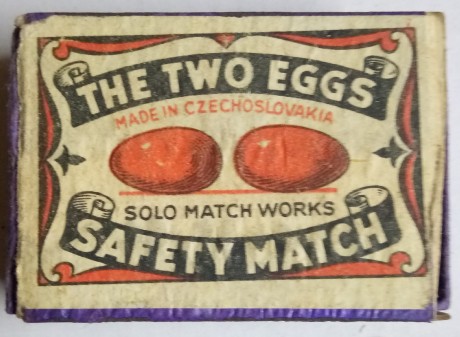 THE TWO EGGS
MADE IN CZECHOSLOVAKIA
SOLO MATCH WORKS
SAFETY MATCH